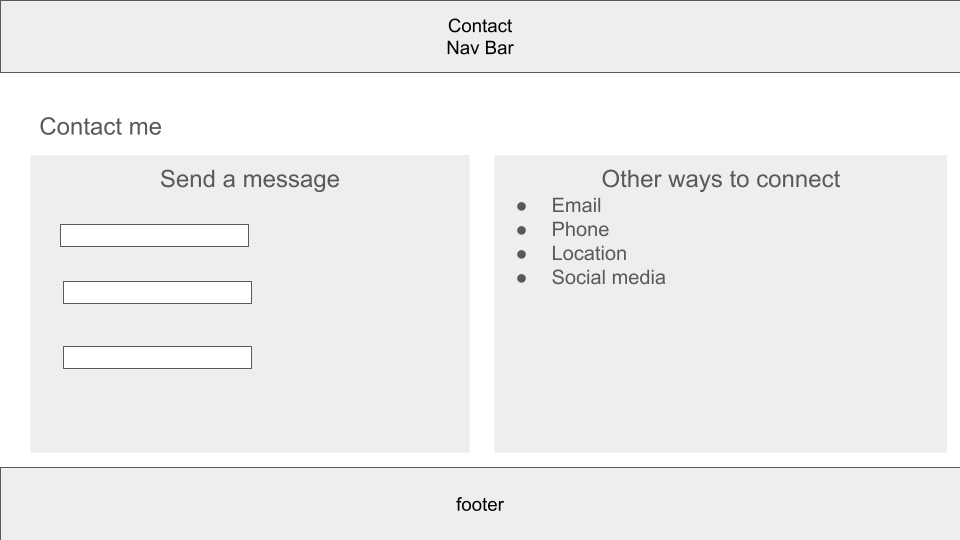 Contact
Nav Bar
Contact me
Send a message
Other ways to connect
● Email
● Phone
● Location
● Social media
footer